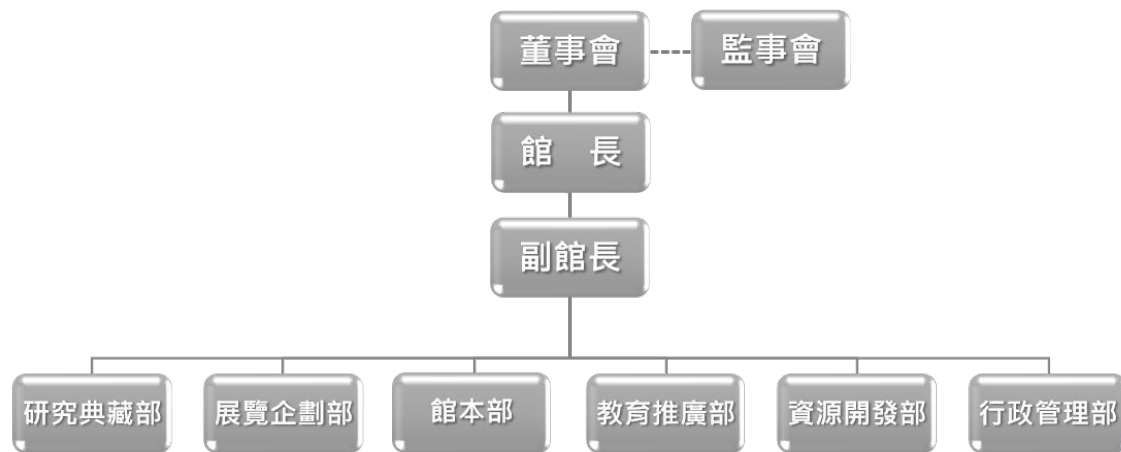 董事會
監事會
館　長
副館長
研究典藏部
展覽企劃部
館本部
教育推廣部
資源開發部
行政管理部